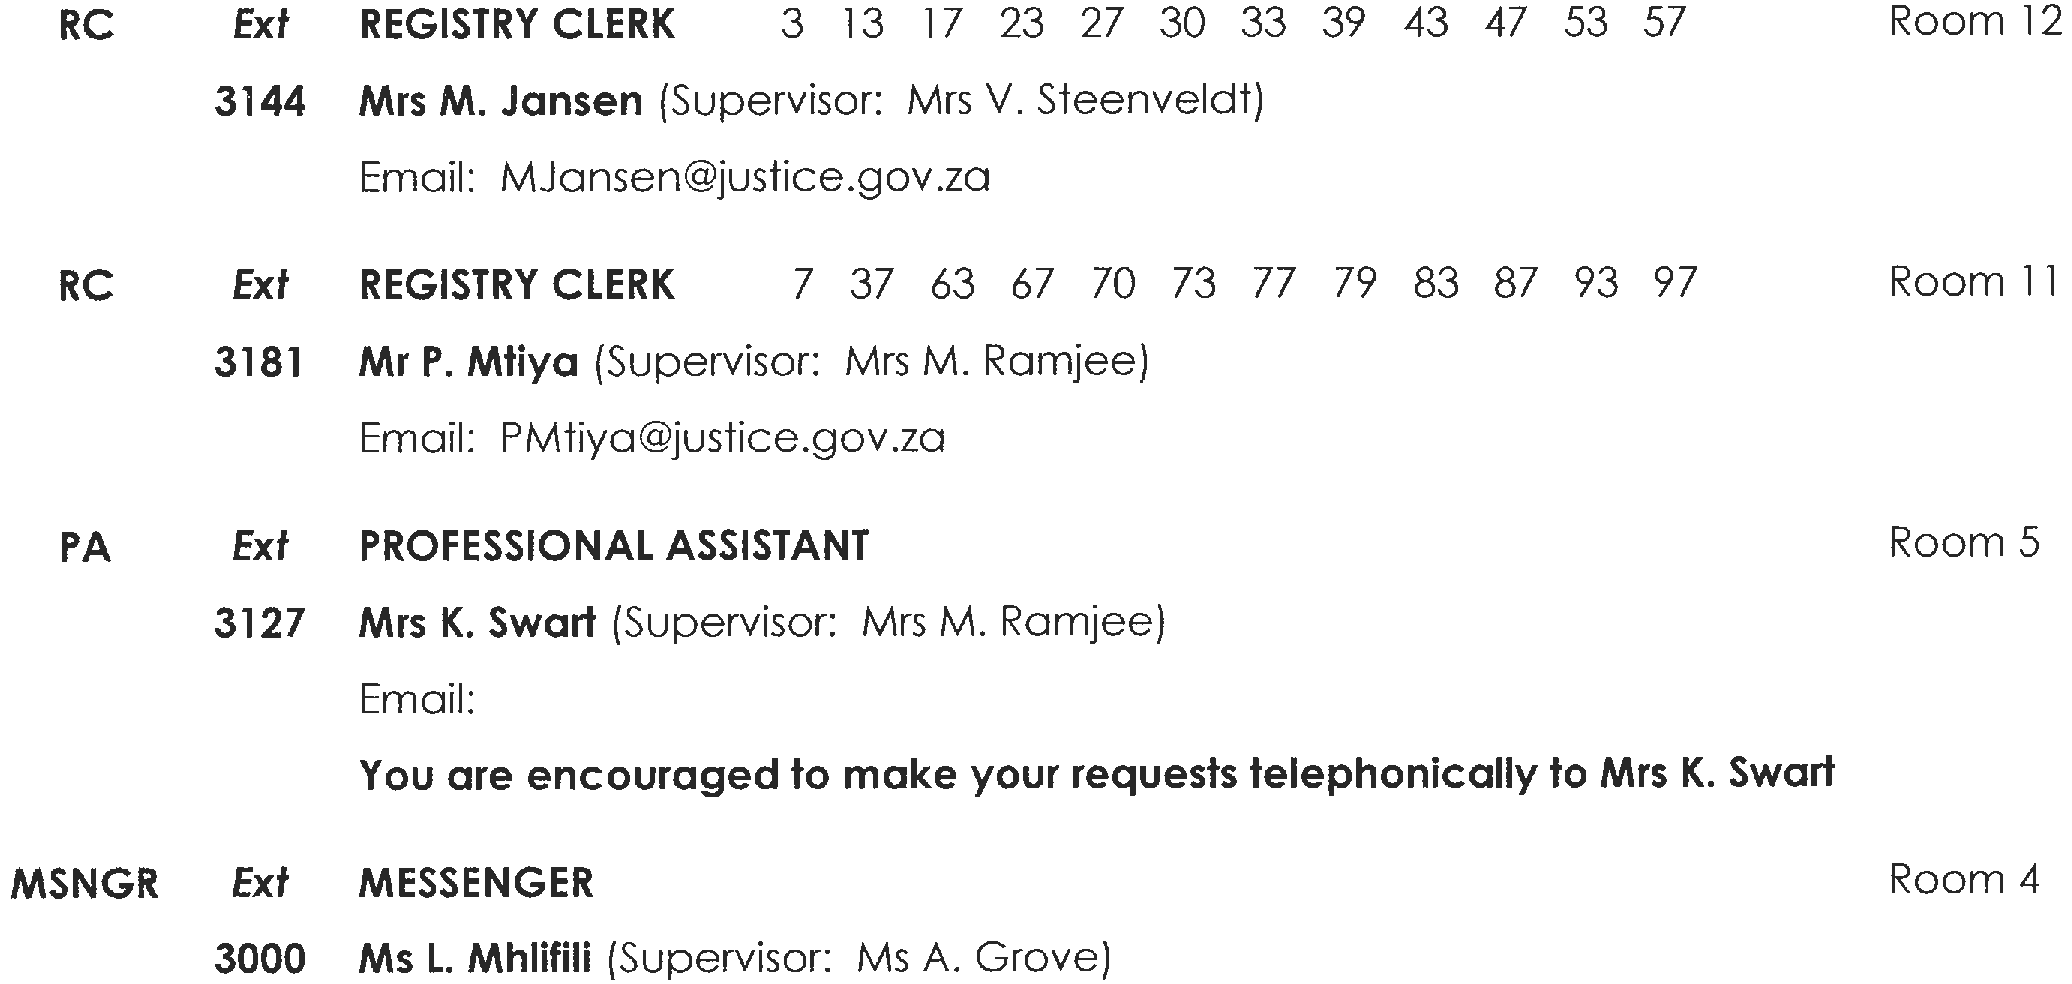 RC Ext REGISTRY CLERK 3 13 17 23 27 30 33 39 43 47 53 57 Room 12
3144 Mrs M. Jansen (Supervisor: Mrs V. Steenveldt)
Email: MJansen@justice.gov.za
RC Ext REGISTRY CLERK 7 37 63 67 70 73 77 79 83 87 93 97 Room 11
3181 Mr P. Mtiya (Supervisor: Mrs M. Ramjee)
Email: PMtiya@justice.gov.za
PA Ext PROFESSIONAL ASSISTANT Room 5
3127 Mrs K. Swart (Supervisor: Mrs M. Ramjee)
Email:
You are encouraged to make your requests telephonically to Mrs K. Swart
MSNGR Ext MESSENGER Room 4
3000 Ms L. Mhlifili (Supervisor: Ms A. Grove)